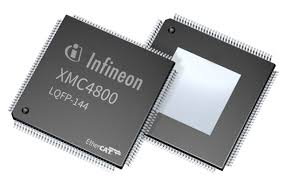 Infineon
XMC4800
LQFP-144
EtherCAT